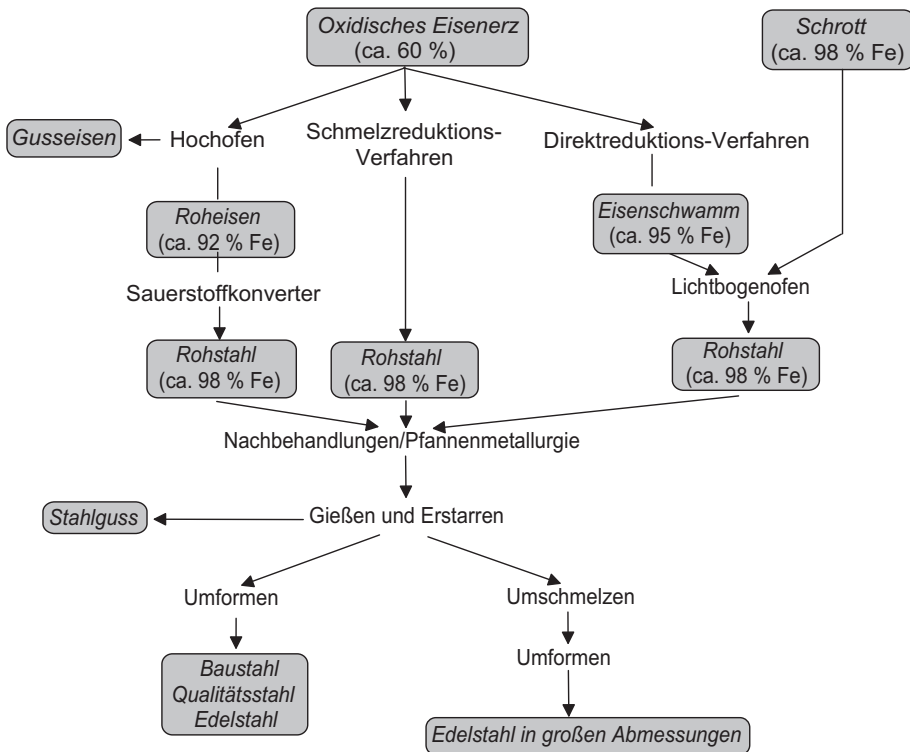 Oxidisches Eisenerz
(ca. 60 %)
Schrott
(ca. 98 % Fe)
Gusseisen
Hochofen
Schmelzreduktions-
Verfahren
Direktreduktions-Verfahren
Roheisen
(ca. 92 % Fe)
Eisenschwamm
(ca. 95 % Fe)
Sauerstoffkonverter
Lichtbogenofen
Rohstahl
(ca. 98 % Fe)
Rohstahl
(ca. 98 % Fe)
Rohstahl
(ca. 98 % Fe)
Nachbehandlungen/Pfannenmetallurgie
Stahlguss
Gießen und Erstarren
Umformen
Umschmelzen
Baustahl
Qualitätsstahl
Edelstahl
Umformen
Edelstahl in großen Abmessungen